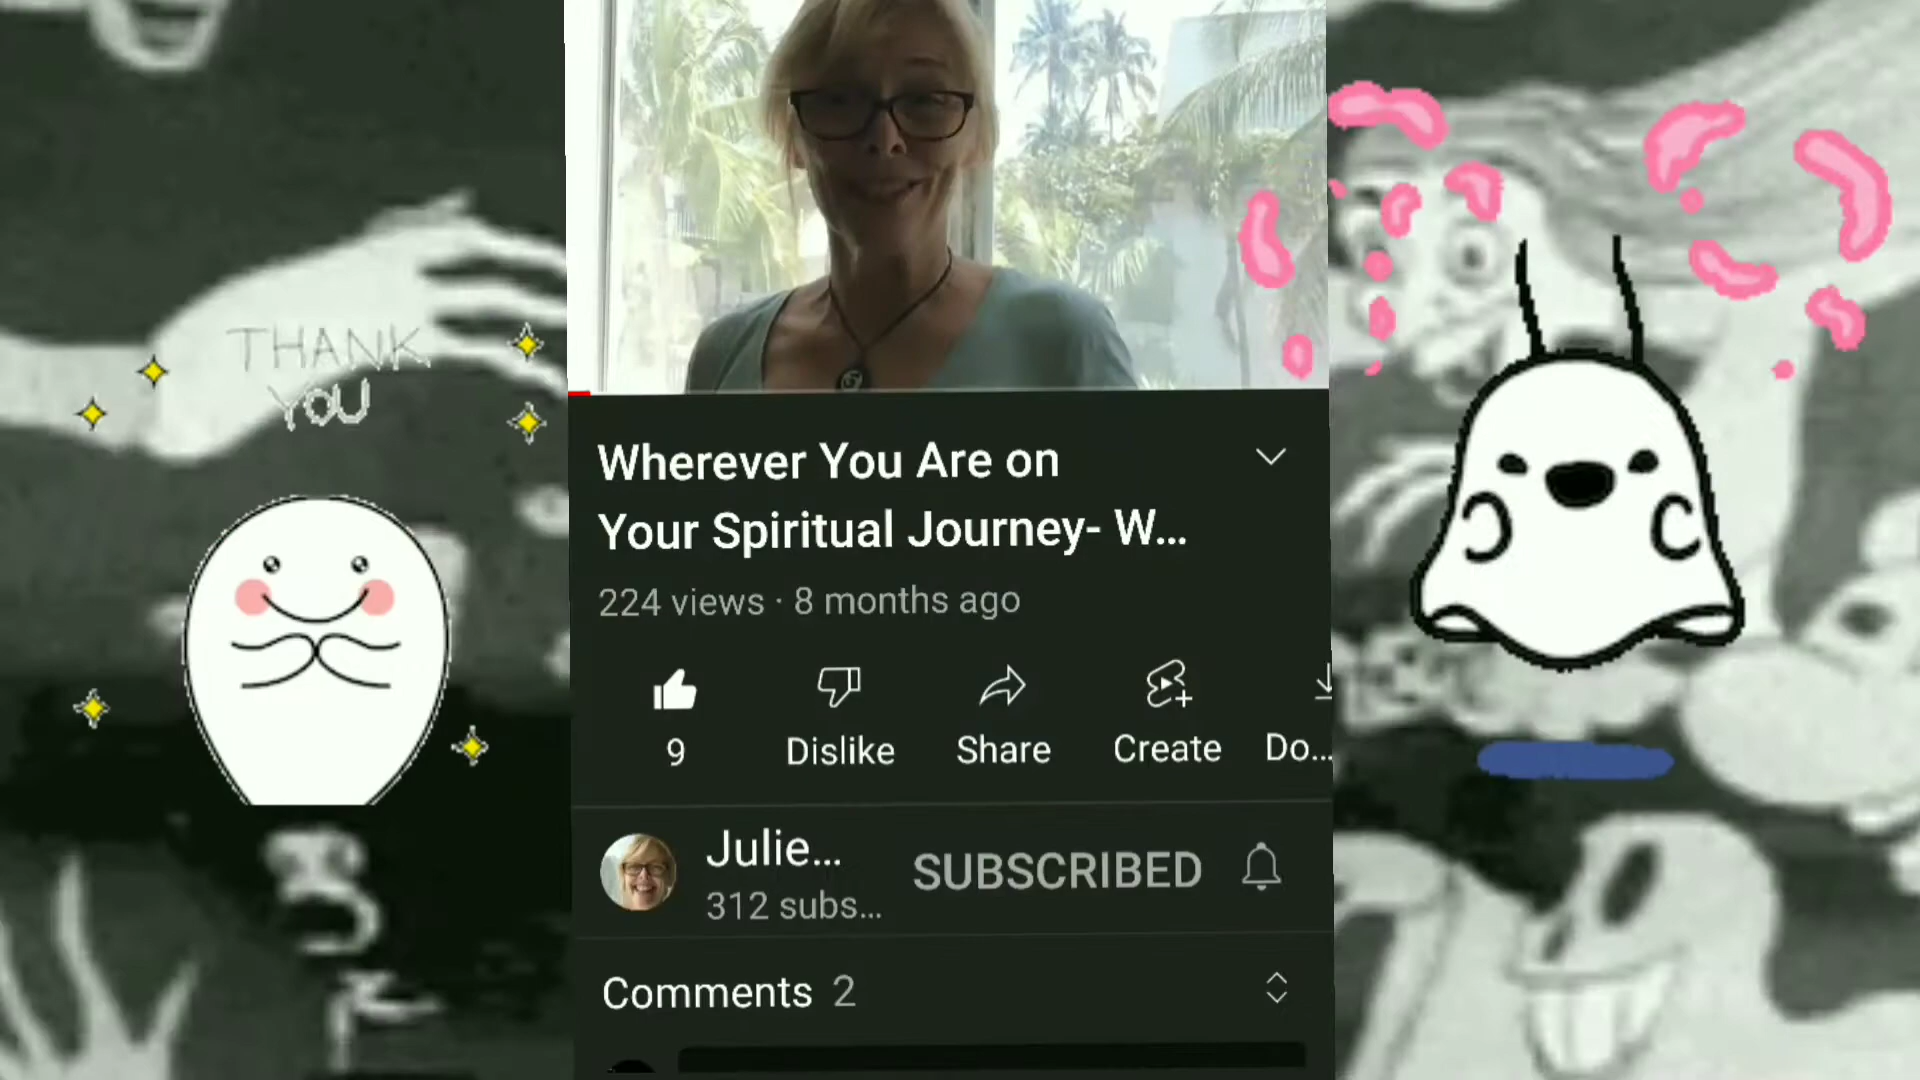 THANK
YOU
Wherever You Are on
Your Spiritual Journey- W...
224 views · 8 months ago
9
Dislike
Share
Create
Do...
Julie...
312 subs...
SUBSCRIBED
Comments 2